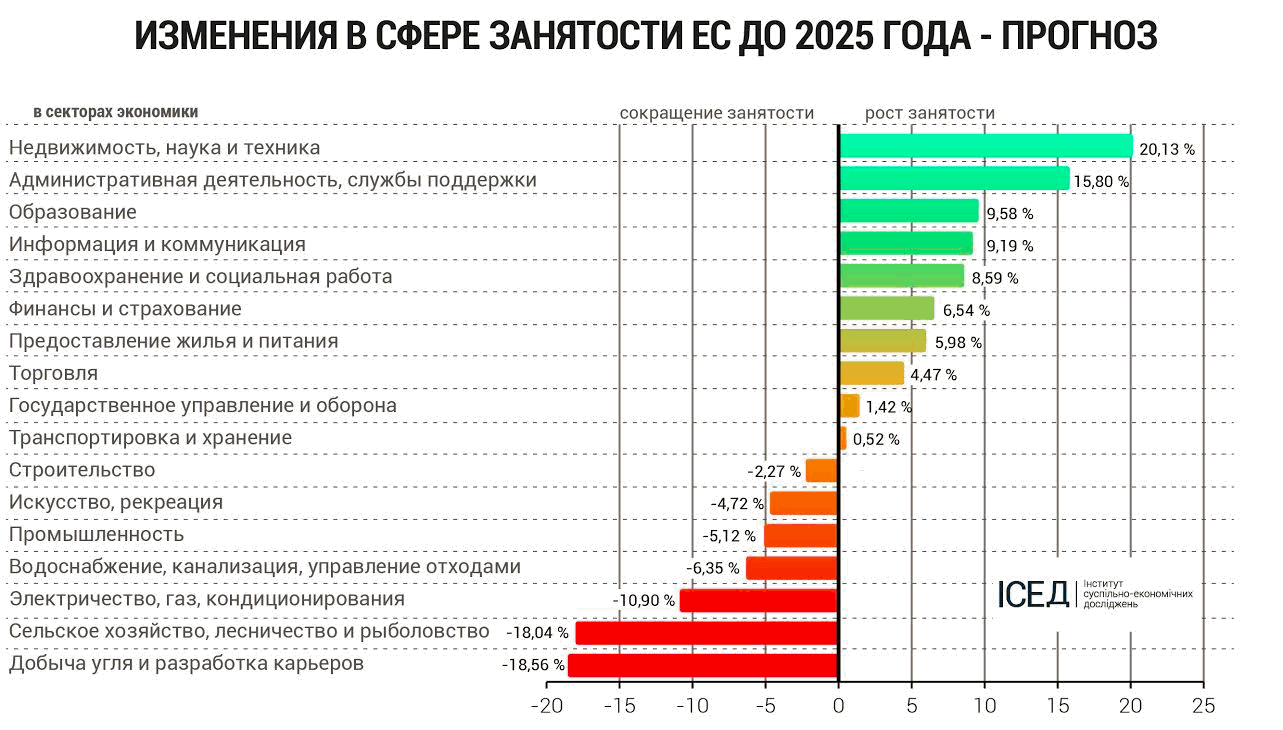 ИЗМЕНЕНИЯ В СФЕРЕ ЗАНЯТОСТИ ЕС ДО 2025 ГОДА - ПРОГНОЗ
в секторах экономики сокращение занятости рост занятости
Недвижимость, наука и техника 20,13 %
Административная деятельность, службы поддержки 15,80 %
Образование 9,58 %
Информация и коммуникация 9,19 %
Здравоохранение и социальная работа 8,59 %
Финансы и страхование 6,54 %
Предоставление жилья и питания 5,98 %
Торговля 4,47 %
Государственное управление и оборона 1,42 %
Транспортировка и хранение 0,52 %
Строительство -2,27 %
Искусство, рекреация -4,72 %
Промышленность -5,12 %
Водоснабжение, канализация, управление отходами -6,35 %
Электричество, газ, кондиционирования -10,90 %
Сельское хозяйство, лесничество и рыболовство -18,04 %
Добыча угля и разработка карьеров -18,56 %
ІСЕД
Інститут
суспільно-економічних
досліджень
-20 -15 -10 -5 0 5 10 15 20 25